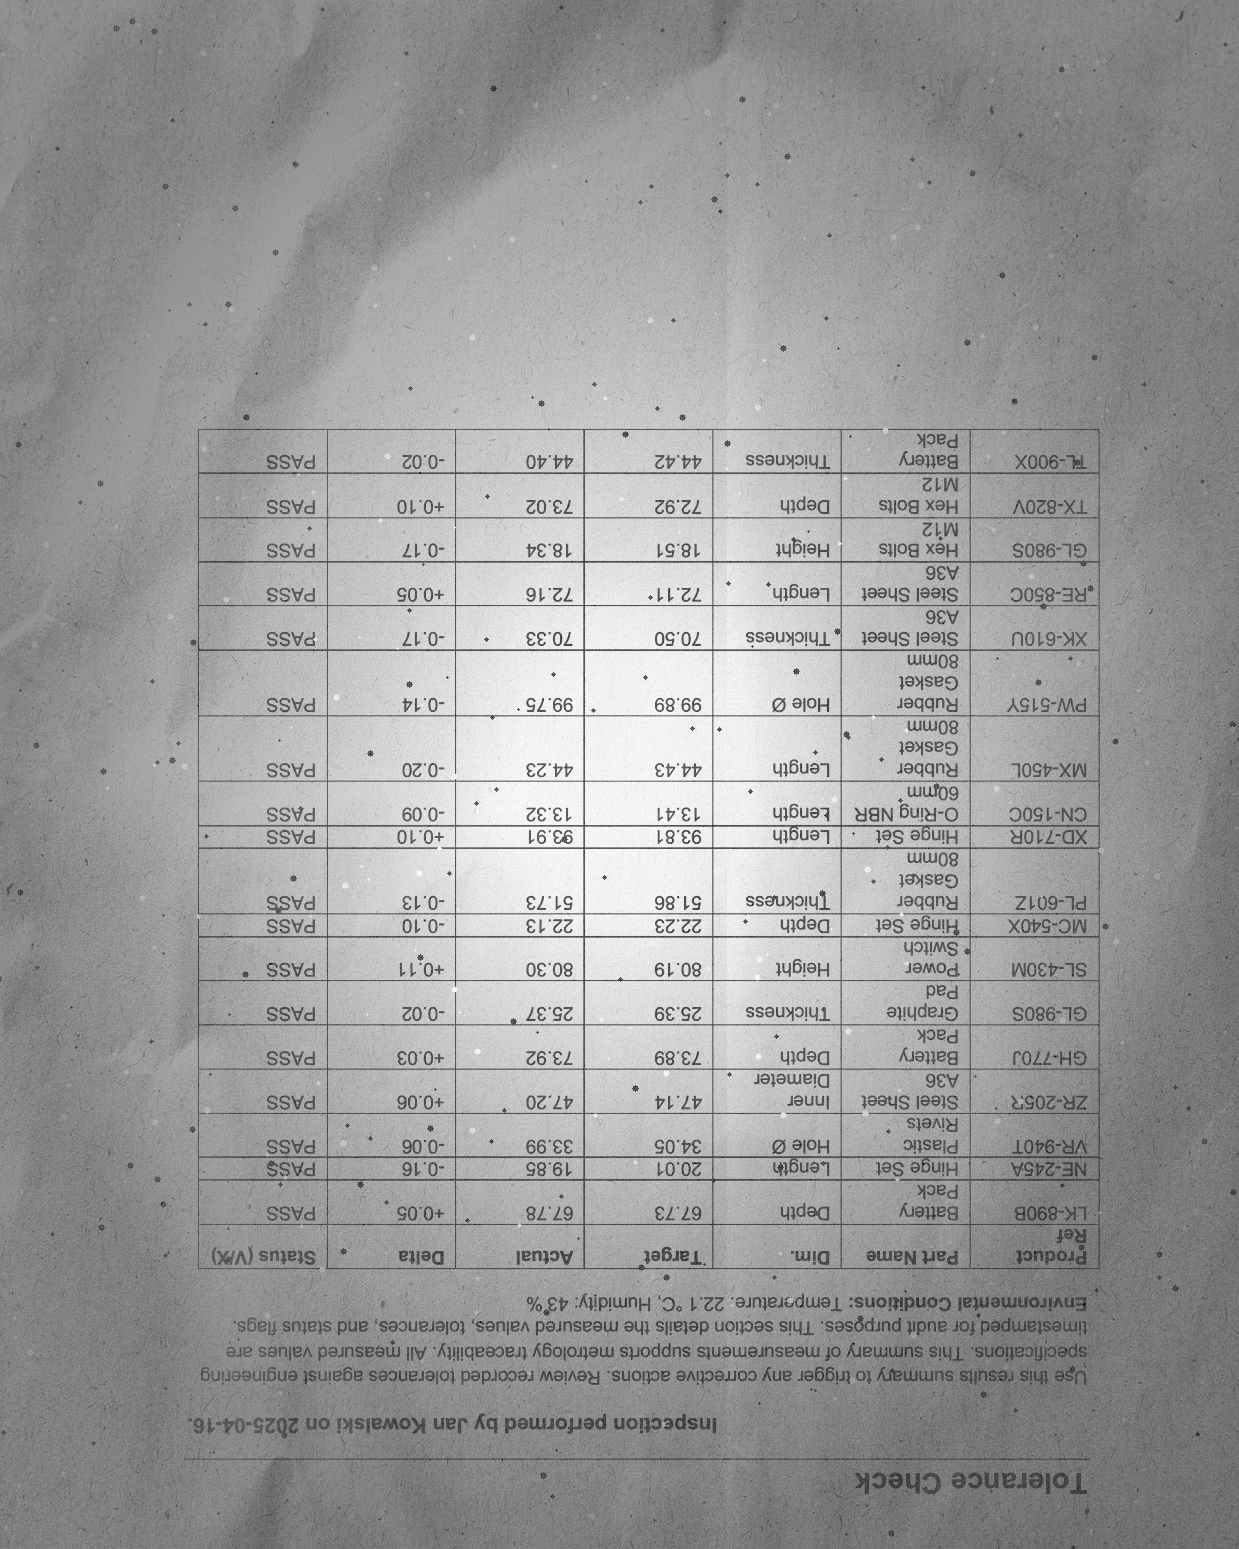 Tolerance Check
Inspection performed by Jan Kowalski on 2025-04-16.
Use this results summary to trigger any corrective actions. Review recorded tolerances against engineering
specifications. This summary of measurements supports metrology traceability. All measured values are
timestamped for audit purposes. This section details the measured values, tolerances, and status flags.
Environmental Conditions: Temperature: 22.1 °C, Humidity: 43 %
Product Ref Part Name Dim. Target Actual Delta Status (V/X)
LK-890B Battery Pack Depth 67.73 67.78 +0.05 PASS
NE-245A Hinge Set Length 20.01 19.85 -0.16 PASS
VR-940T Plastic Rivets Hole Ø 34.05 33.99 -0.06 PASS
ZR-205R Steel Sheet A36 Inner Diameter 47.14 47.20 +0.06 PASS
GH-770J Battery Pack Depth 73.89 73.92 +0.03 PASS
GL-980S Graphite Pad Thickness 25.39 25.37 -0.02 PASS
SL-430M Power Switch Height 80.19 80.30 +0.11 PASS
MC-540X Hinge Set Depth 22.23 22.13 -0.10 PASS
PL-601Z Rubber Gasket 80mm Thickness 51.86 51.73 -0.13 PASS
XD-710R Hinge Set Length 93.81 93.91 +0.10 PASS
CN-150C O-Ring NBR 60mm Length 13.41 13.32 -0.09 PASS
MX-450L Rubber Gasket 80mm Length 44.43 44.23 -0.20 PASS
PW-515Y Rubber Gasket 80mm Hole Ø 99.89 99.75 -0.14 PASS
XK-610U Steel Sheet A36 Thickness 70.50 70.33 -0.17 PASS
RE-850C Steel Sheet A36 Length 72.11 72.16 +0.05 PASS
GL-980S Hex Bolts M12 Height 18.51 18.34 -0.17 PASS
TX-820V Hex Bolts M12 Depth 72.92 73.02 +0.10 PASS
TL-900X Battery Pack Thickness 44.42 44.40 -0.02 PASS